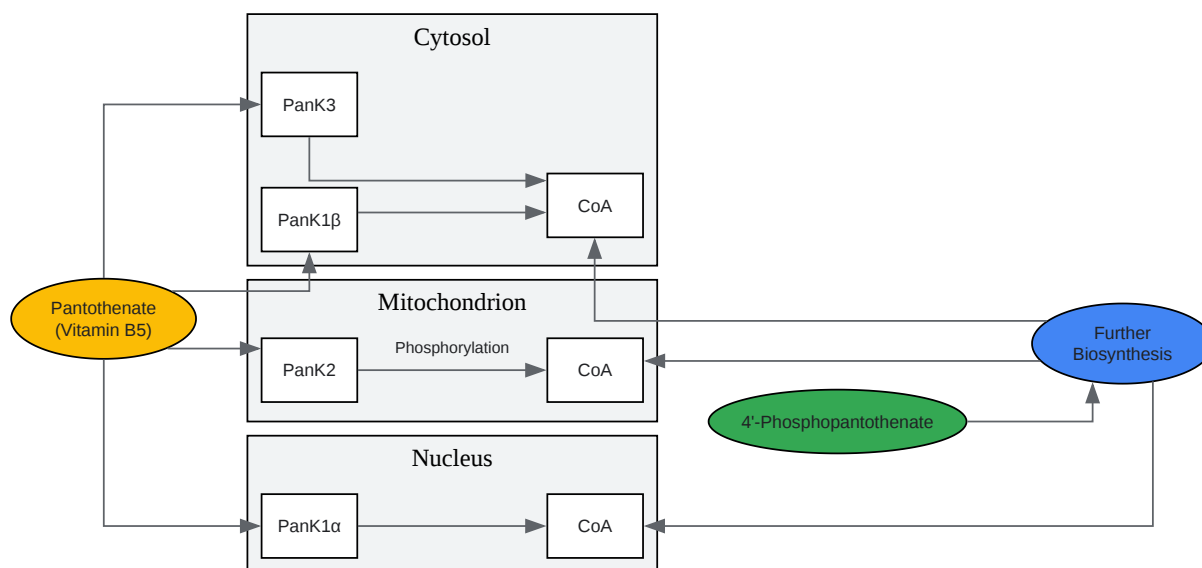 Cytosol
PanK3
PanK1β
CoA
Pantothenate
(Vitamin B5)
Mitochondrion
Phosphorylation
PanK2
CoA
Further
Biosynthesis
4'-Phosphopantothenate
Nucleus
PanK1α
CoA